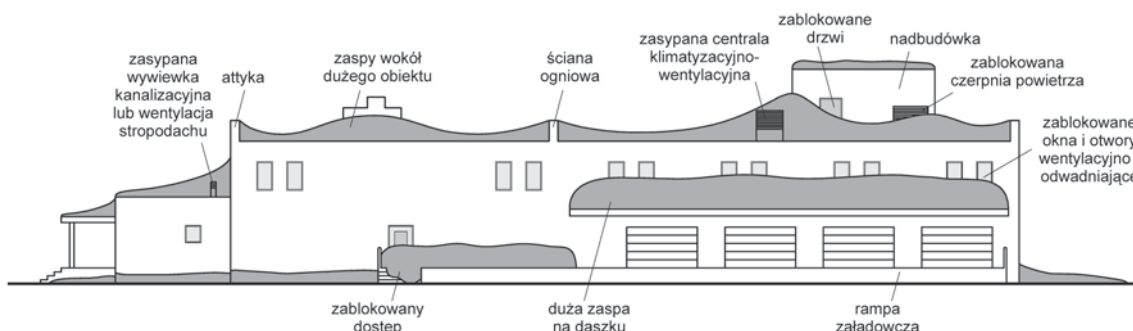 zasypana
wywiewka
kanalizacyjna
lub wentylacja
stropodachu
attyka
zaspy wokół
dużego obiektu
ściana
ogniowa
zasypana centrala
klimatyzacyjno-
wentylacyjna
zablokowane
drzwi
nadbudówka
zablokowana
czerpnia powietrza
zablokowane
okna i otwory
wentylacyjno
odwadniające
zablokowany
dostęp
duża zaspa
na daszku
rampa
załadowcza